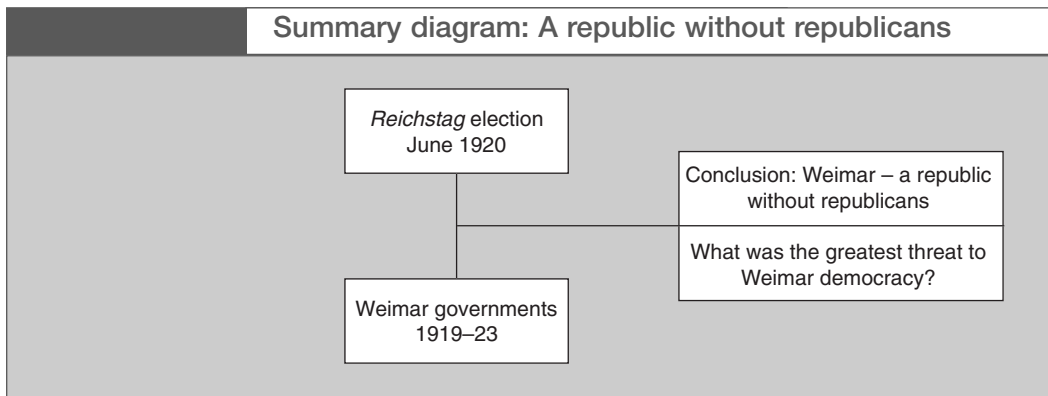 Summary diagram: A republic without republicans
Reichstag election
June 1920
Conclusion: Weimar – a republic
without republicans
What was the greatest threat to
Weimar democracy?
Weimar governments
1919–23